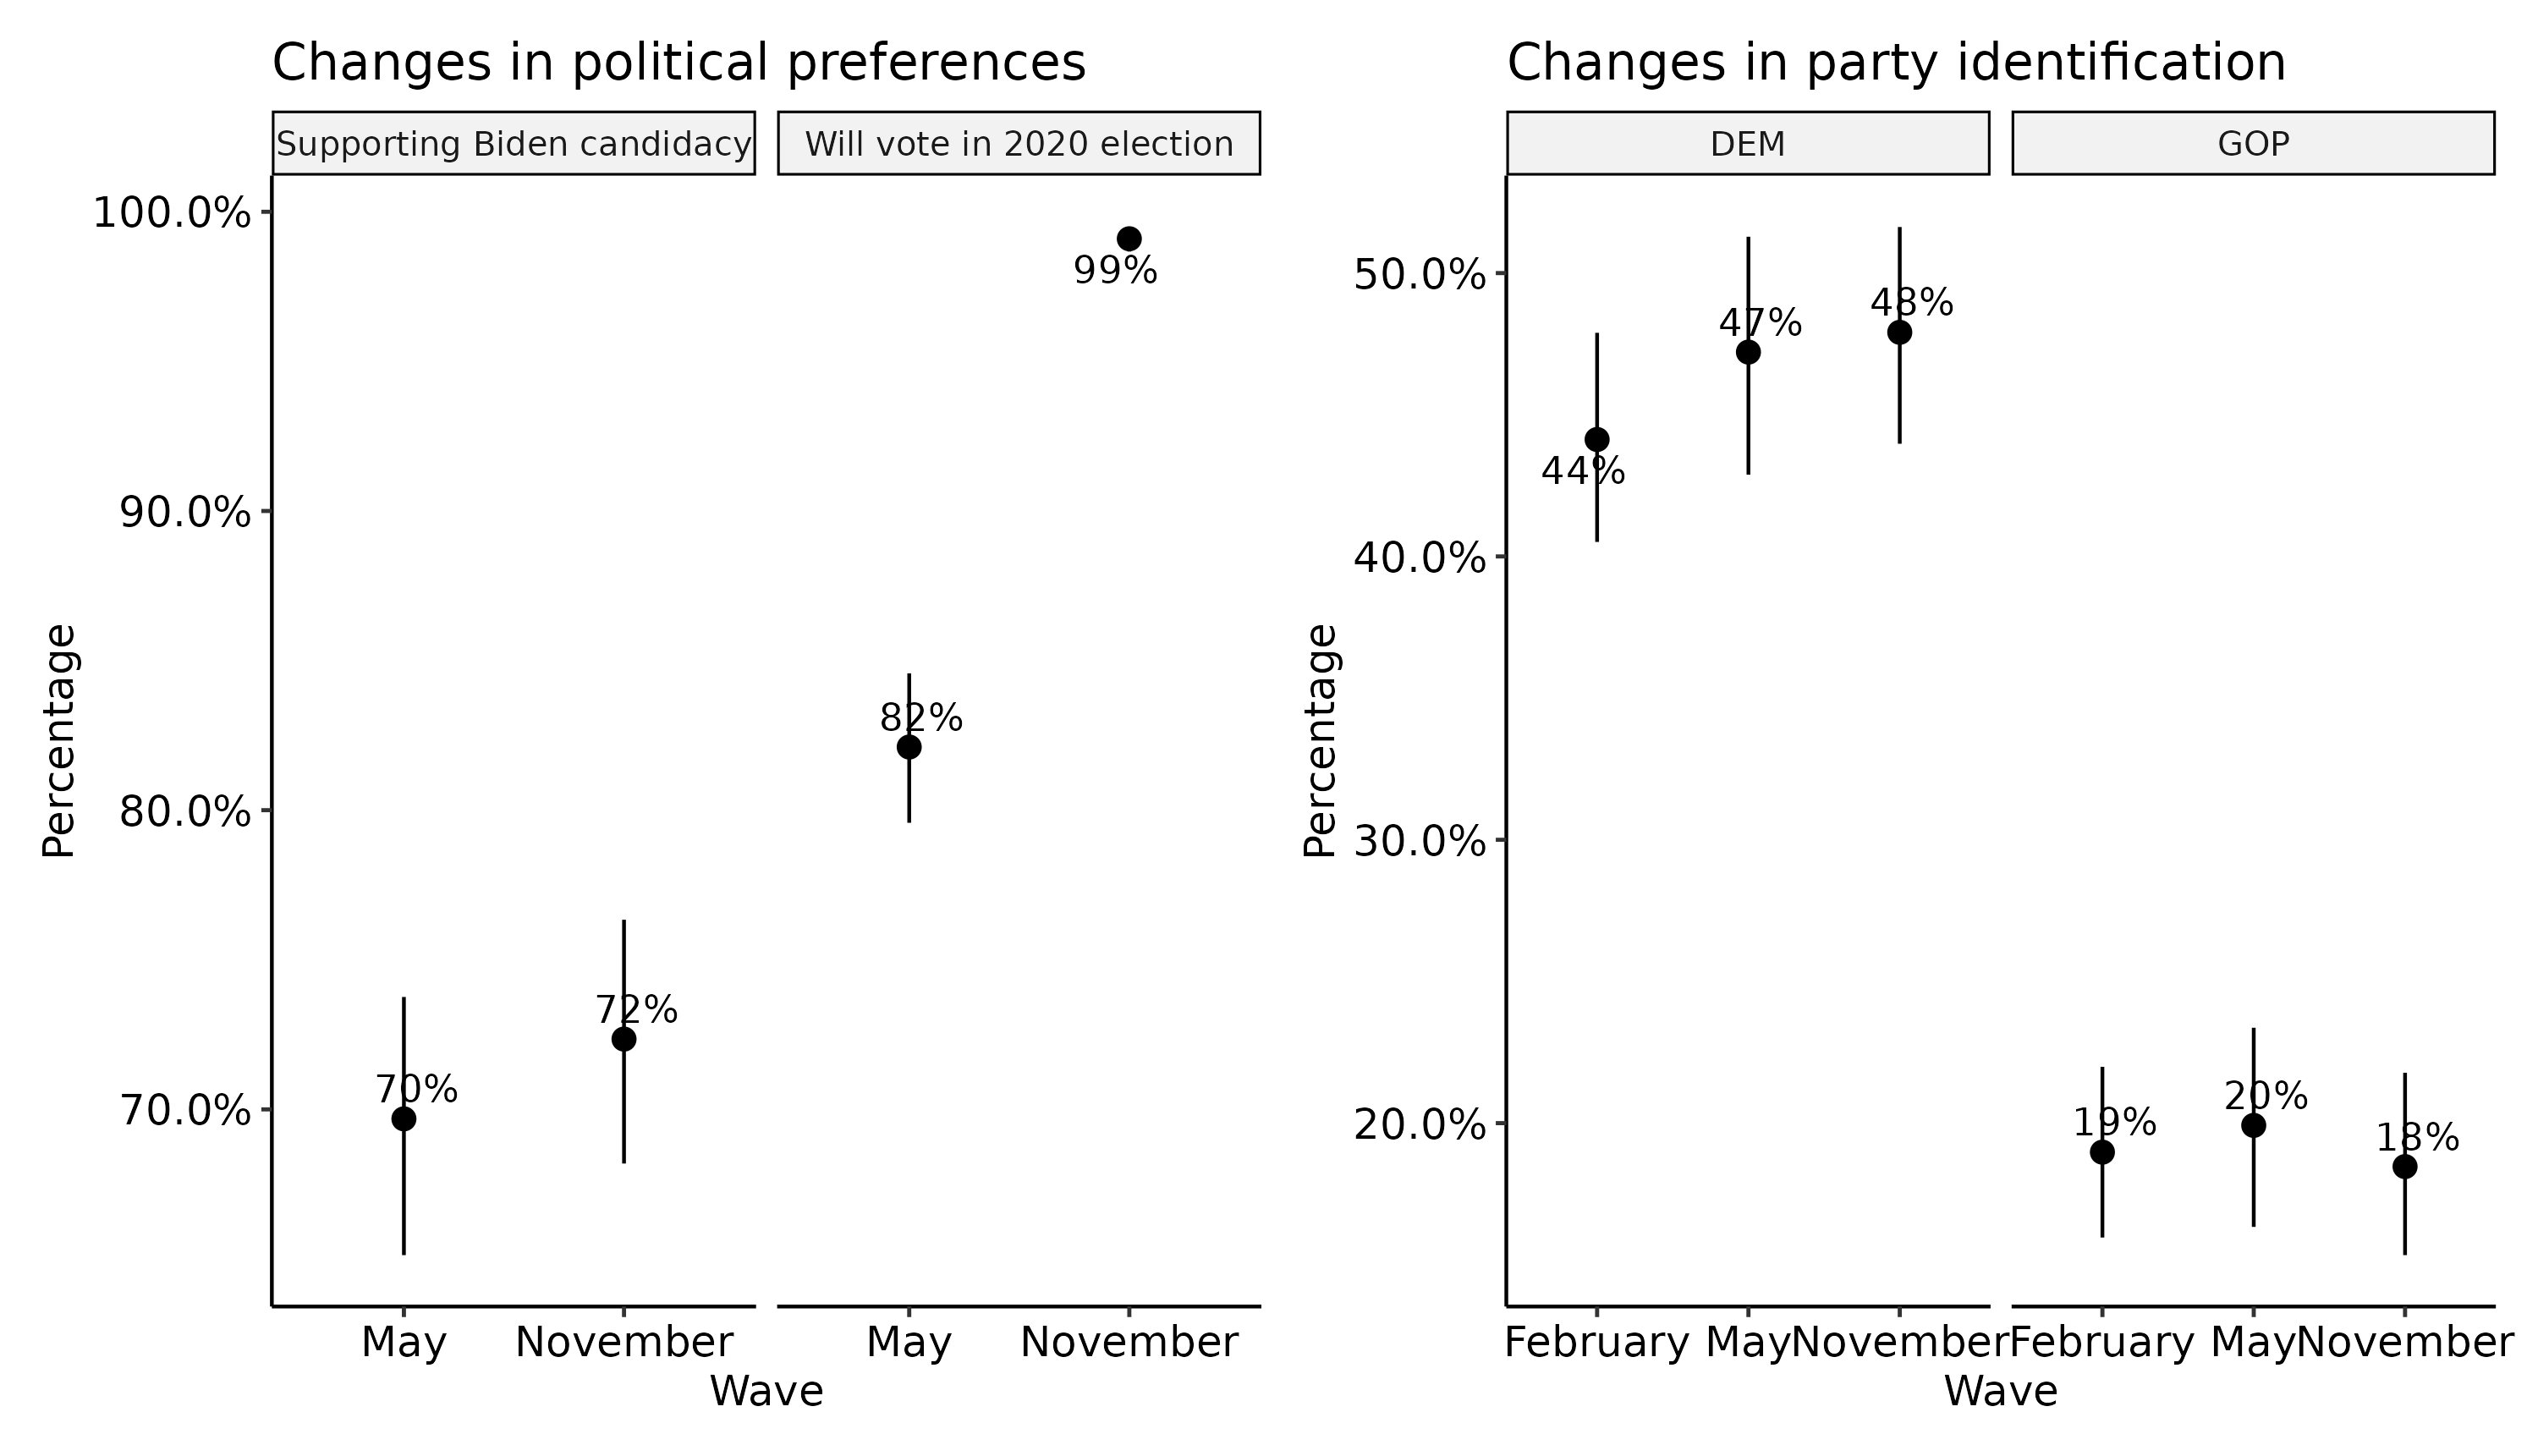 Changes in political preferences
Supporting Biden candidacy
Will vote in 2020 election
100.0%
90.0%
80.0%
70.0%
Percentage
70%
72%
82%
99%
May
November
May
November
Wave
Changes in party identification
DEM
GOP
50.0%
40.0%
30.0%
20.0%
Percentage
44%
47%
48%
19%
20%
18%
February
May
November
February
May
November
Wave